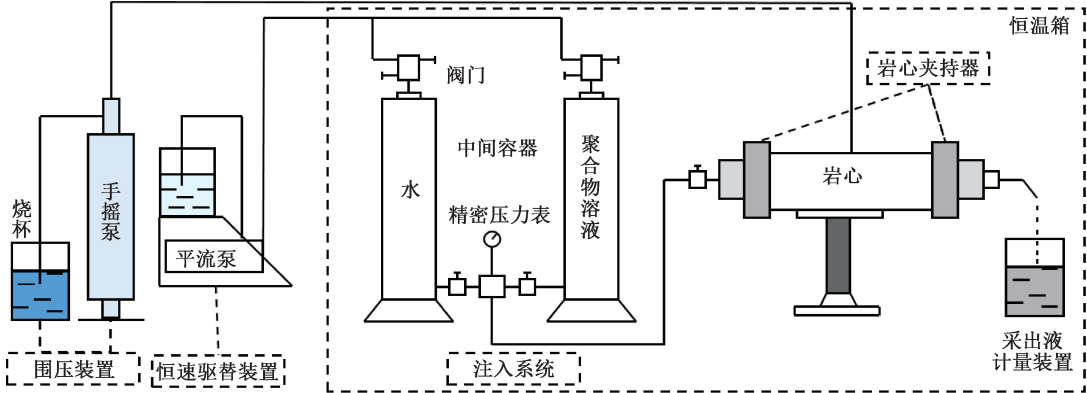 恒温箱
阀门
岩心夹持器
中间容器
聚合物溶液
手摇泵
水
岩心
烧杯
精密压力表
平流泵
围压装置
恒速驱替装置
注入系统
采出液
计量装置